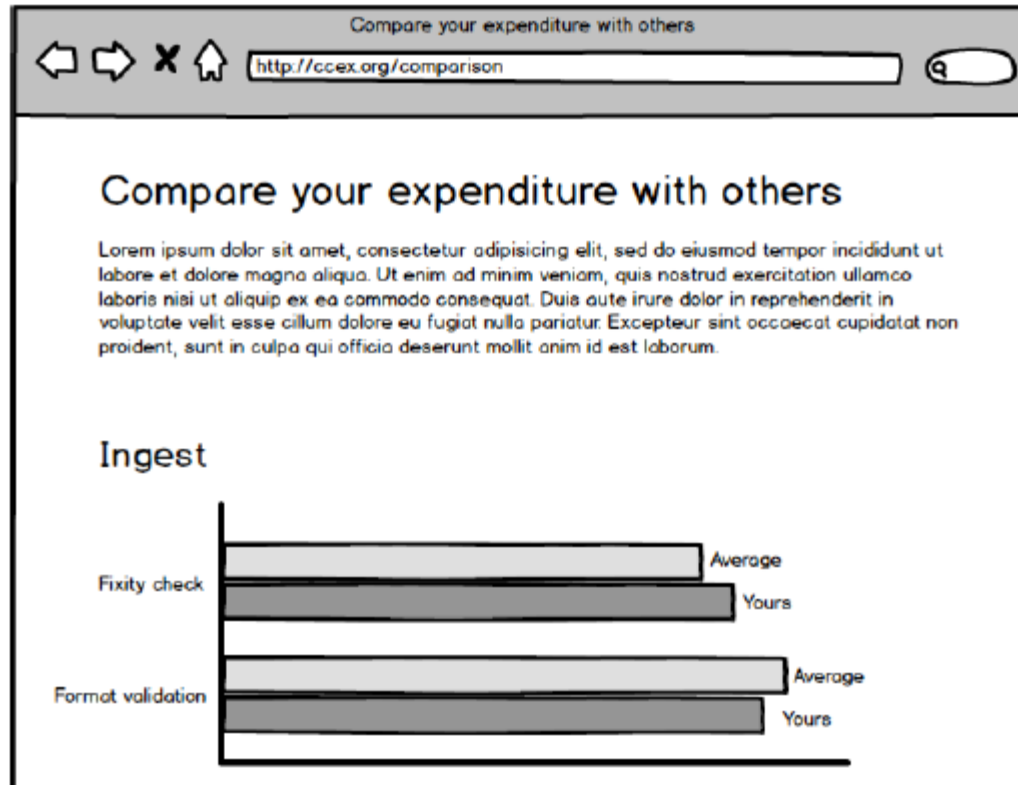 Compare your expenditure with others
http://ccex.org/comparison
Compare your expenditure with others
Lorem ipsum dolor sit amet, consectetur adipisicing elit, sed do eiusmod tempor incididunt ut
labore et dolore magna aliqua. Ut enim ad minim veniam, quis nostrud exercitation ullamco
laboris nisi ut aliquip ex ea commodo consequat. Duis aute irure dolor in reprehenderit in
voluptate velit esse cillum dolore eu fugiat nulla pariatur. Excepteur sint occaecat cupidatat non
proident, sunt in culpa qui officia deserunt mollit anim id est laborum.
Ingest
Average
Fixity check
Yours
Average
Format validation
Yours